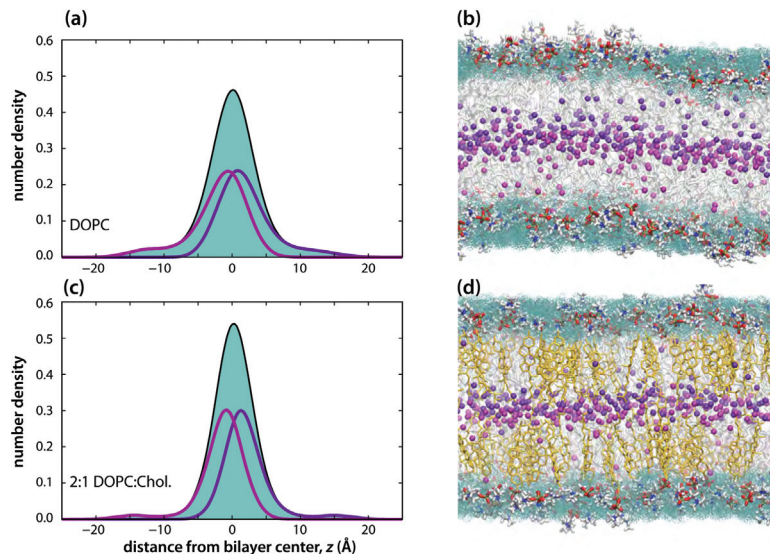 (a)
(b)
number density
0.6
0.5
0.4
0.3
0.2
0.1
0.0
DOPC
−20
−10
0
10
20
(c)
(d)
number density
0.6
0.5
0.4
0.3
0.2
0.1
0.0
2:1 DOPC:Chol.
−20
−10
0
10
20
distance from bilayer center, z (Å)